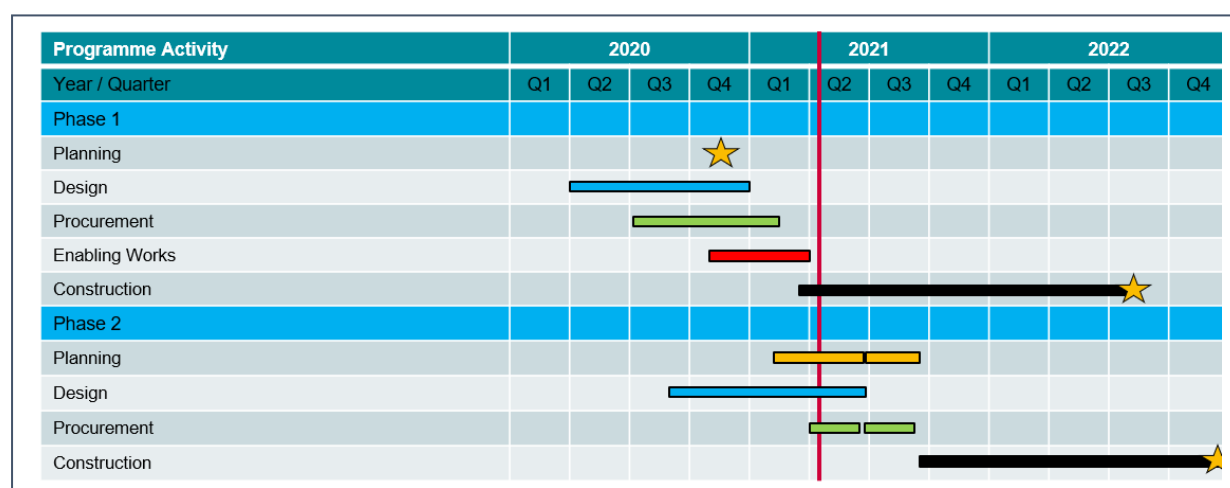 Programme Activity 2020 2021 2022
Year / Quarter Q1 Q2 Q3 Q4 Q1 Q2 Q3 Q4 Q1 Q2 Q3 Q4
Phase 1
Planning
Design
Procurement
Enabling Works
Construction
Phase 2
Planning
Design
Procurement
Construction